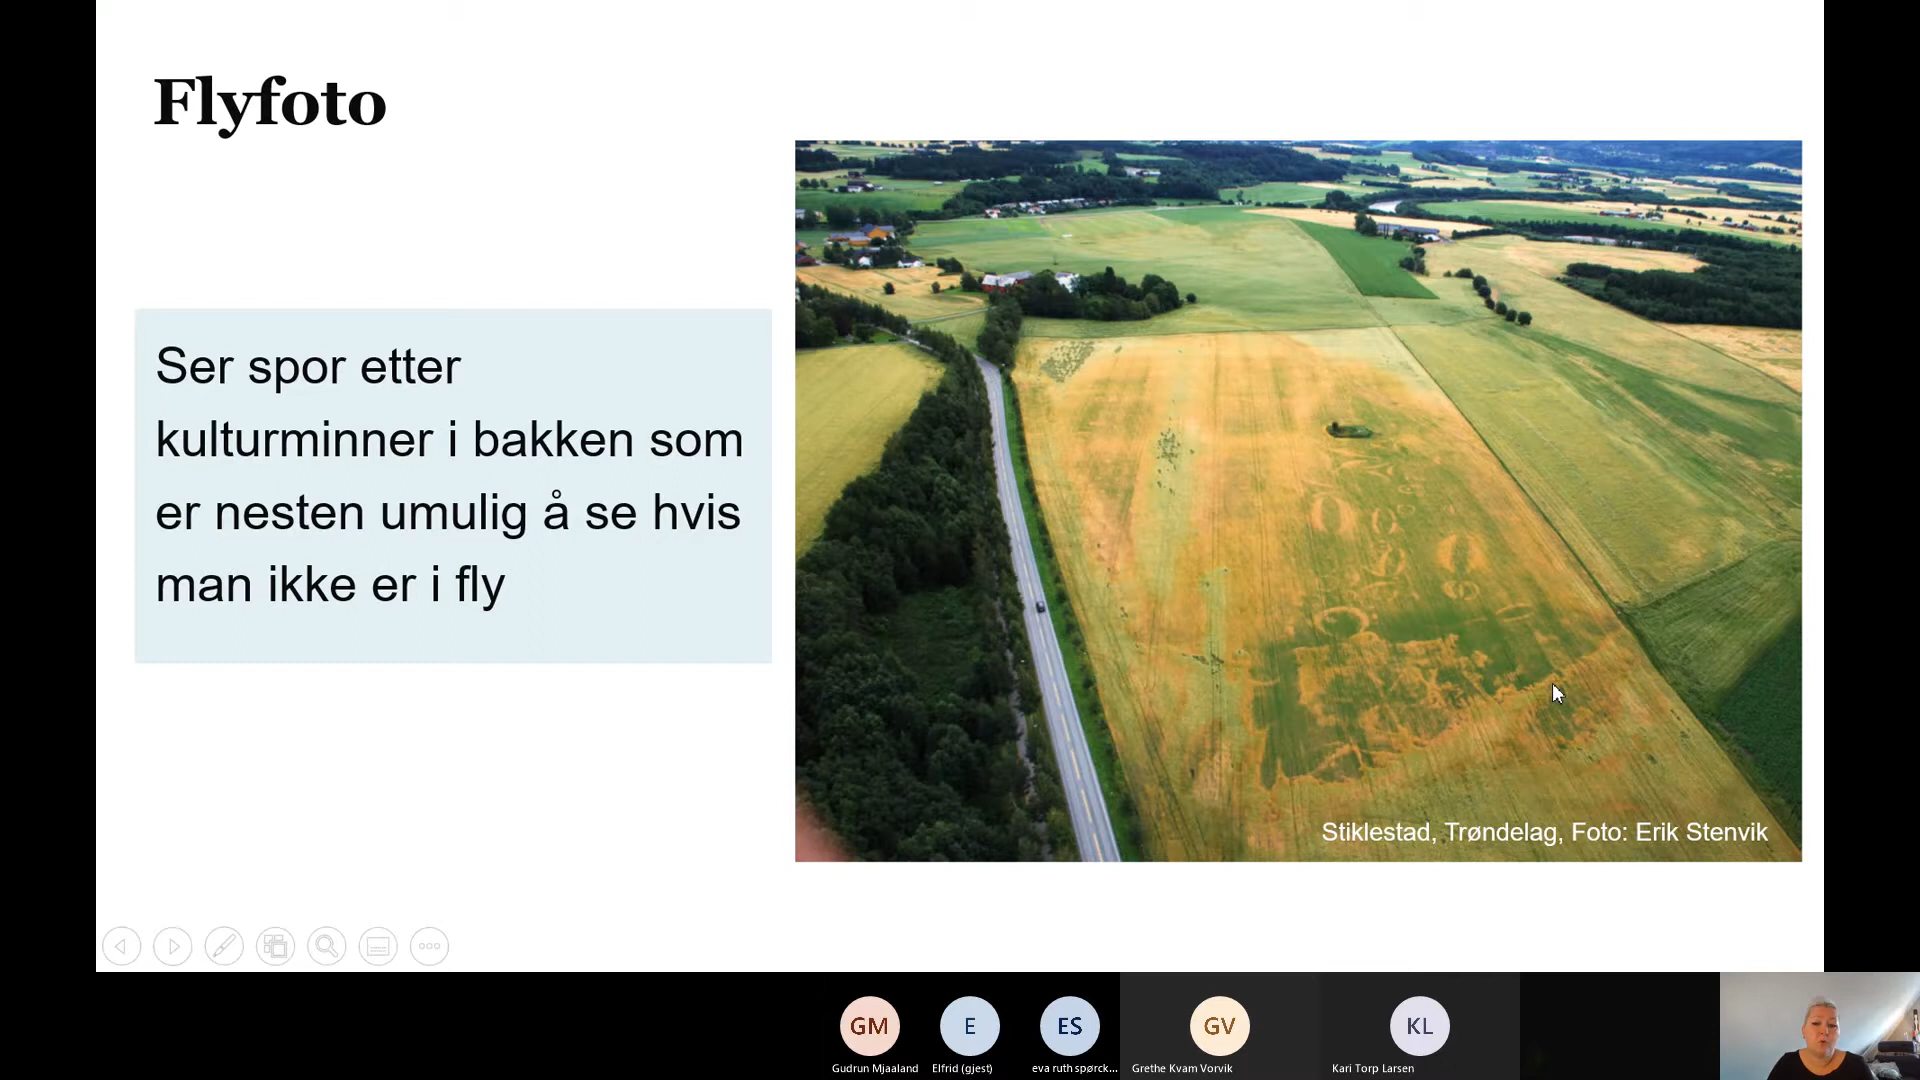 Flyfoto
Ser spor etter
kulturminner i bakken som
er nesten umulig å se hvis
man ikke er i fly
Stiklestad, Trøndelag, Foto: Erik Stenvik
GM
E
ES
GV
KL
Gudrun Mjaaland
Elfrid (gjest)
eva ruth spørck...
Grethe Kvam Vorvik
Kari Torp Larsen